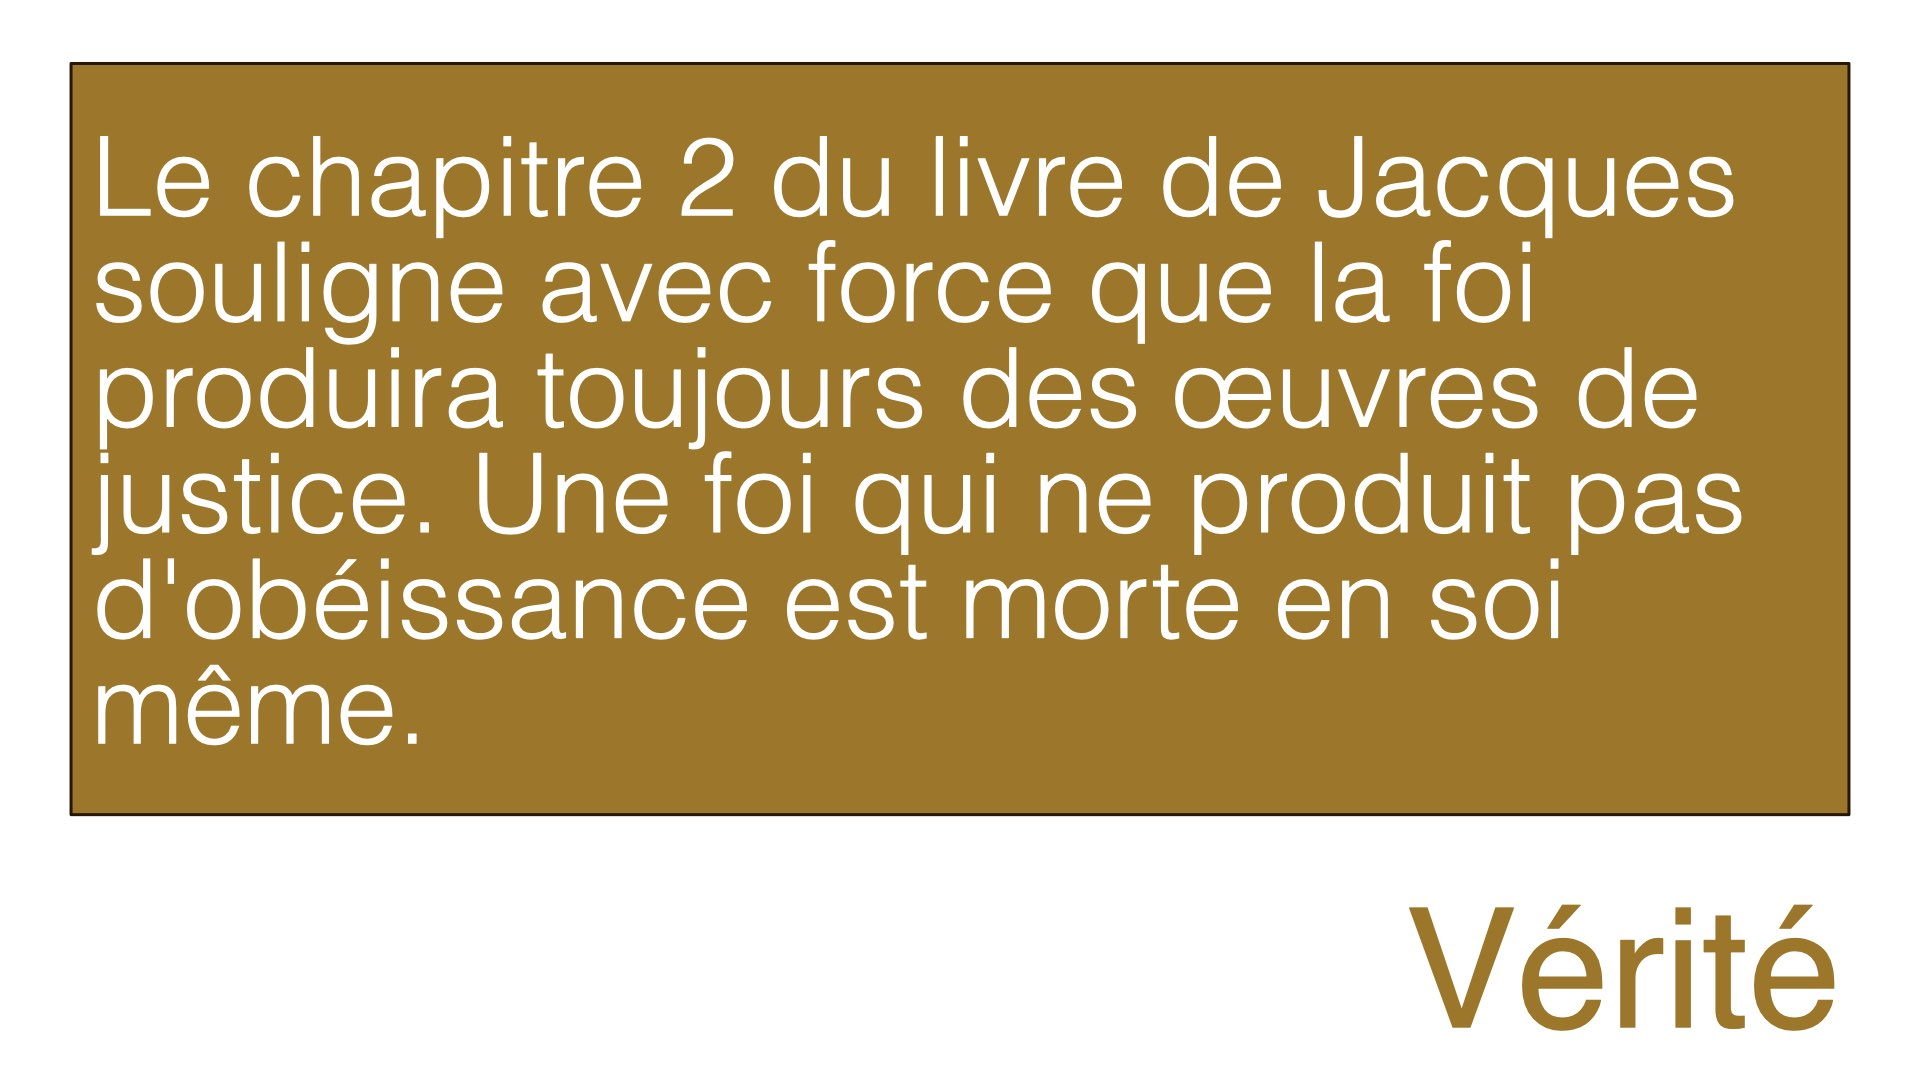 Le chapitre 2 du livre de Jacques
souligne avec force que la foi
produira toujours des œuvres de
justice. Une foi qui ne produit pas
d'obéissance est morte en soi
même.
Vérité